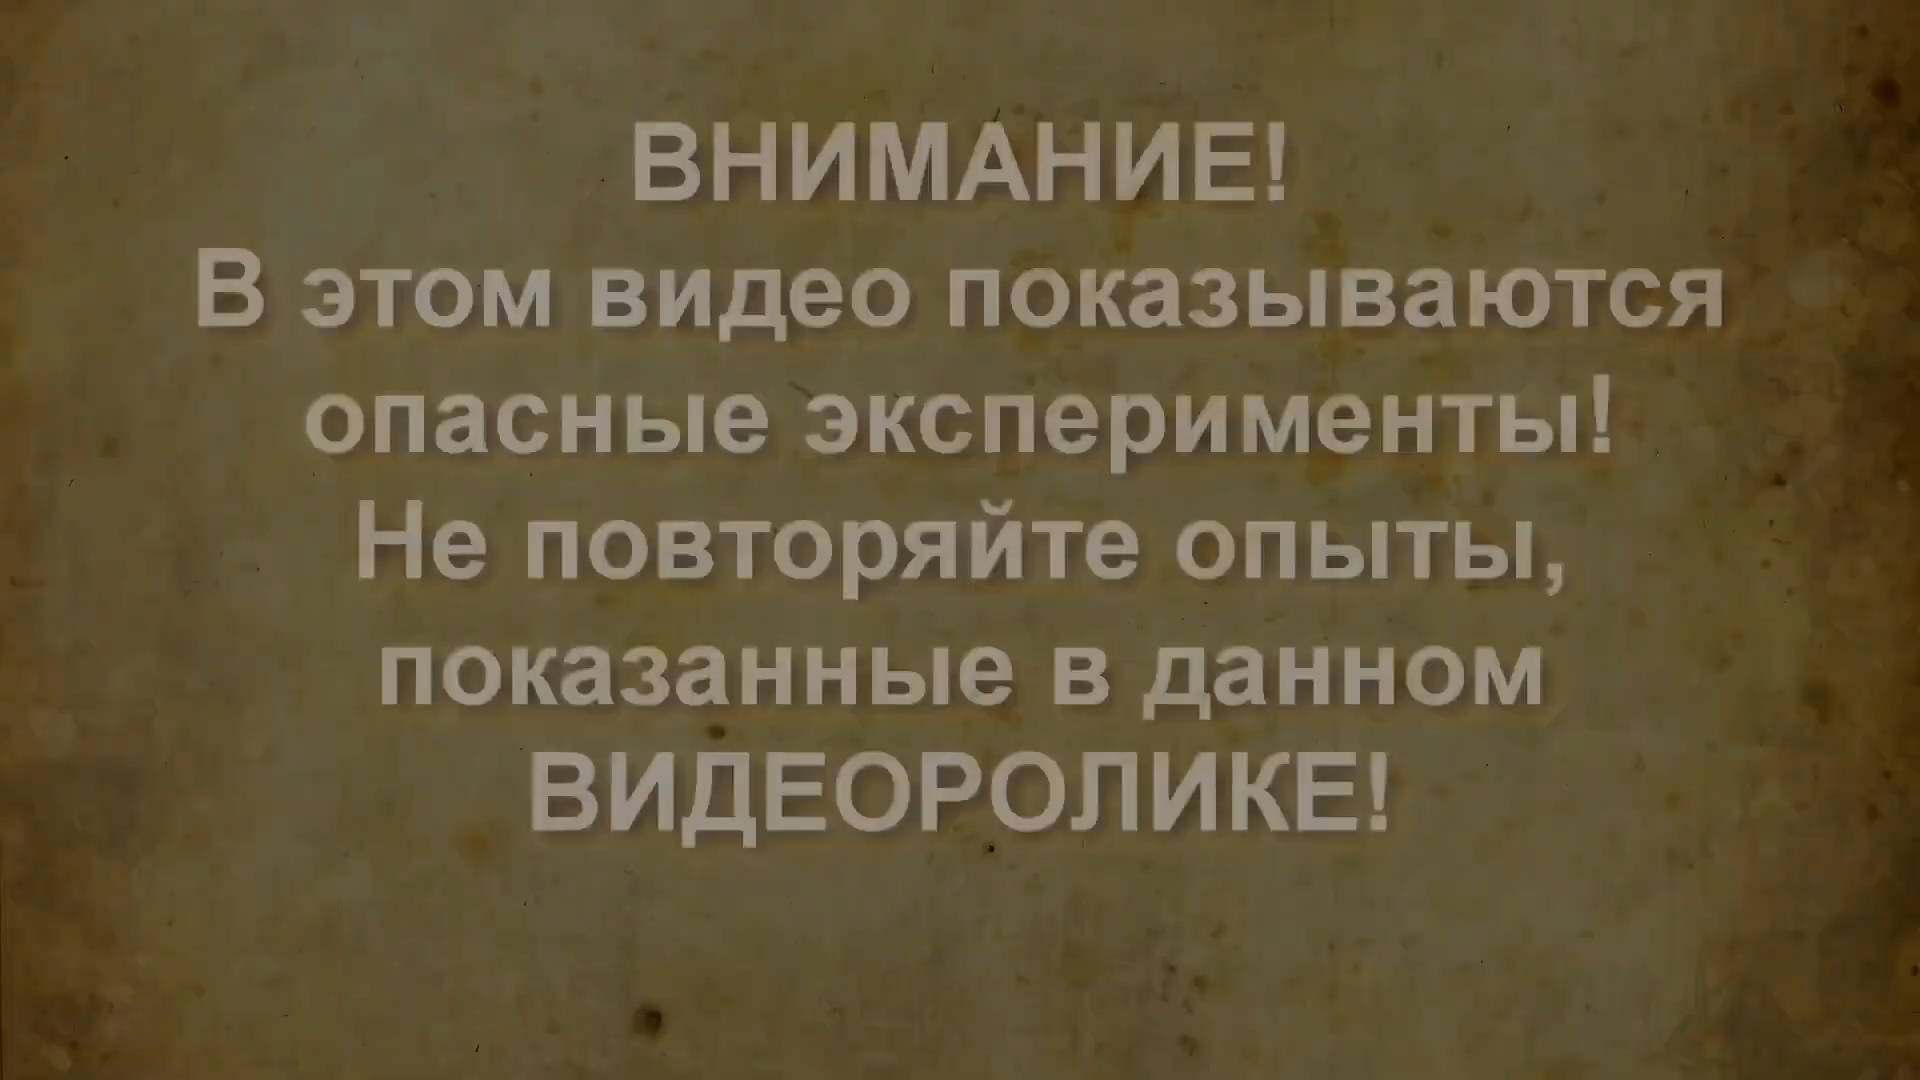 ВНИМАНИЕ!
В этом видео показываются
опасные эксперименты!
Не повторяйте опыты,
показанные в данном
ВИДЕОРОЛИКЕ!